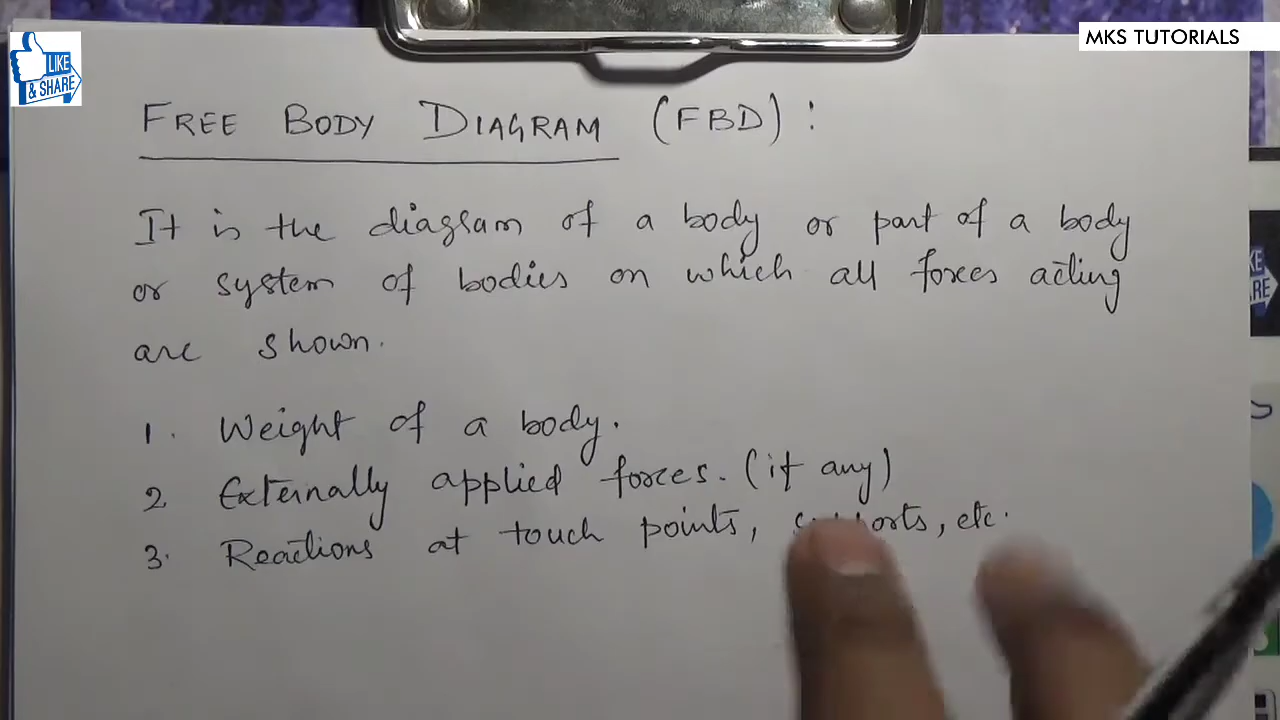 MKS TUTORIALS
LIKE
& SHARE
FREE BODY DIAGRAM (FBD) :
It is the diagram of a body or part of a body
or system of bodies on which all forces acting
are shown.
1. Weight of a body.
2 Externally applied forces. (if any)
3. Reactions at touch points, supports, etc.